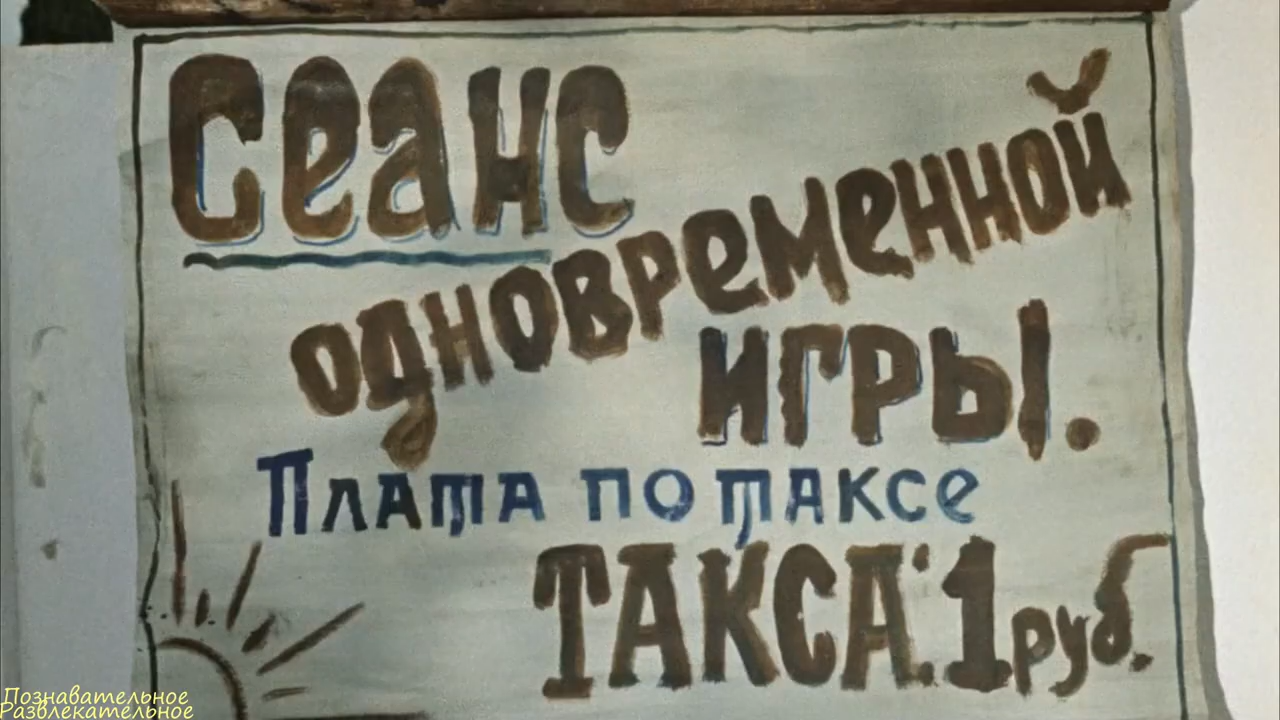 Сеанс
одновременной
игры.
Плата по таксе
ТАКСА: 1 руб.
Познавательное
Развлекательное